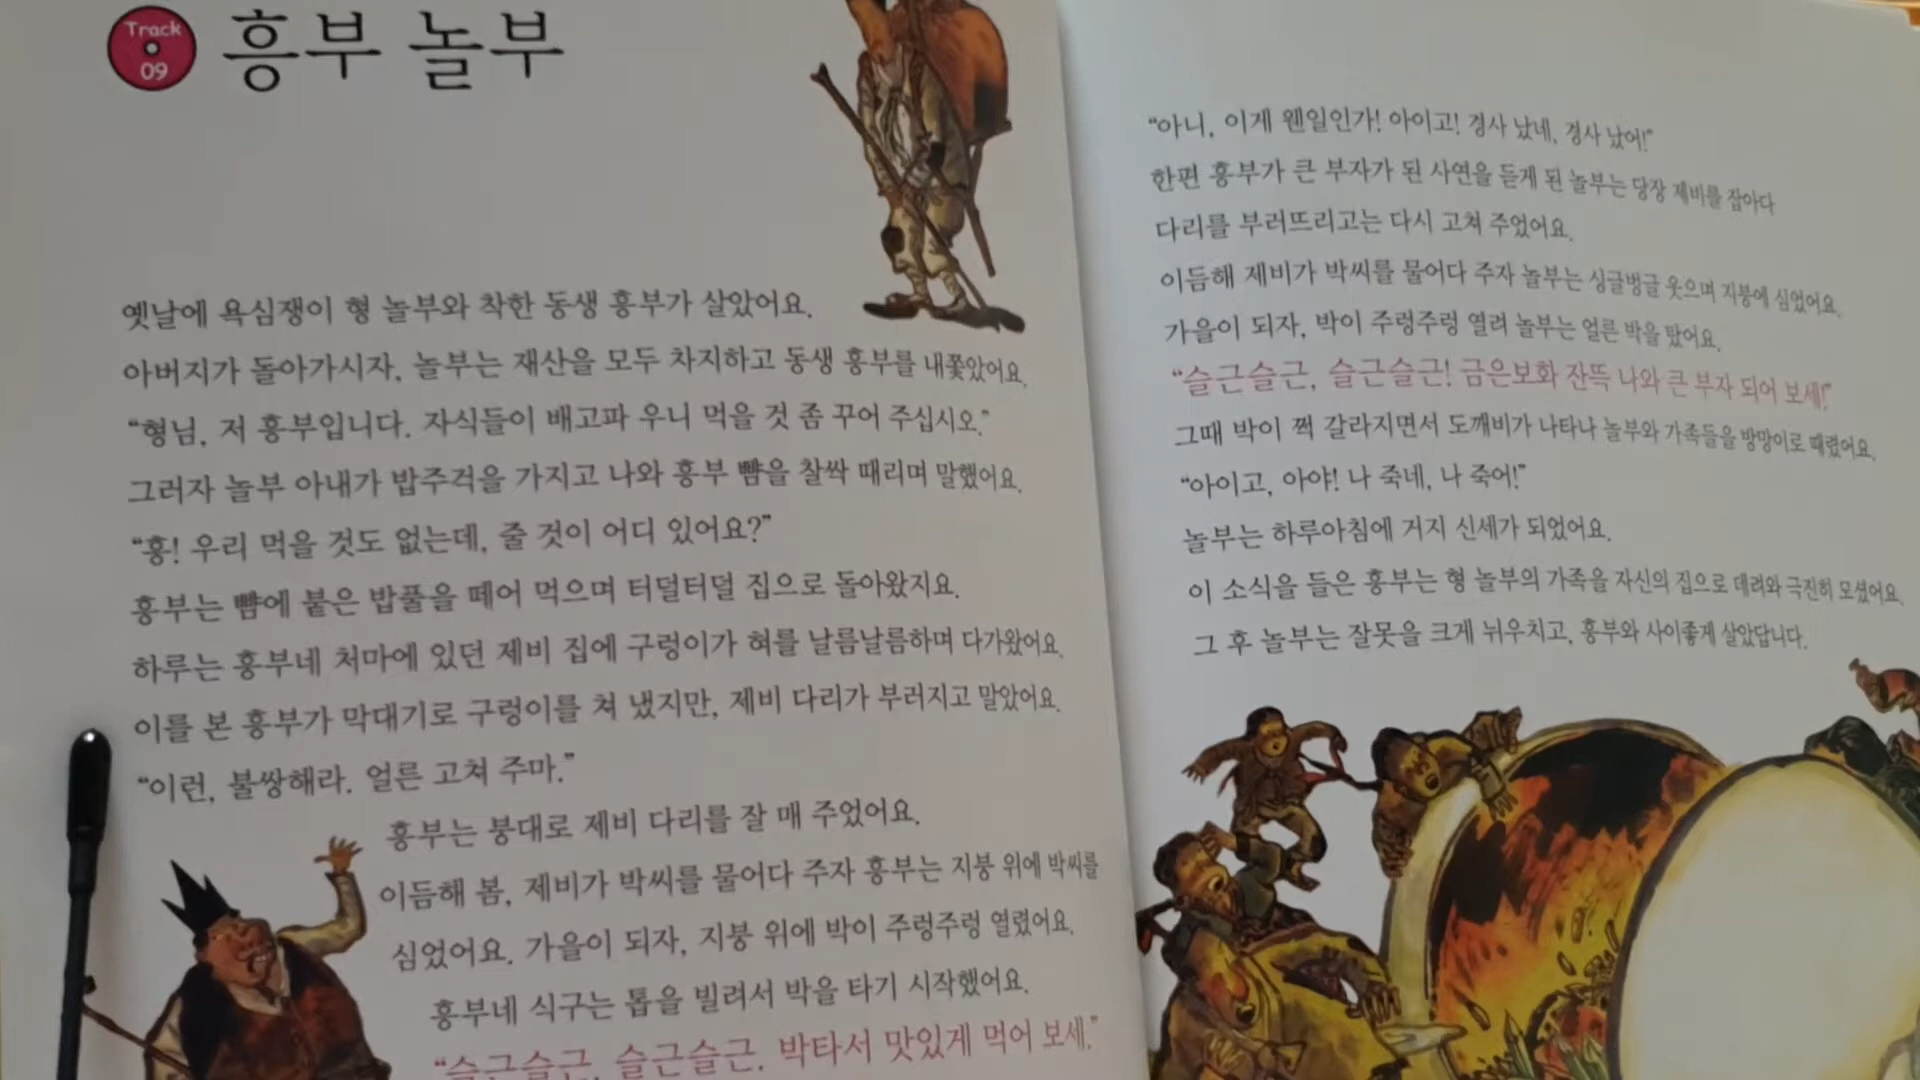 Track
09
흥부 놀부
옛날에 욕심쟁이 형 놀부와 착한 동생 흥부가 살았어요.
아버지가 돌아가시자, 놀부는 재산을 모두 차지하고 동생 흥부를 내쫓았어요.
“형님, 저 흥부입니다. 자식들이 배고파 우니 먹을 것 좀 꾸어 주십시오.”
그러자 놀부 아내가 밥주걱을 가지고 나와 흥부 뺨을 찰싹 때리며 말했어요.
“흥! 우리 먹을 것도 없는데, 줄 것이 어디 있어요?”
흥부는 뺨에 붙은 밥풀을 떼어 먹으며 터덜터덜 집으로 돌아왔지요.
하루는 흥부네 처마에 있던 제비 집에 구렁이가 혀를 날름날름하며 다가왔어요.
이를 본 흥부가 막대기로 구렁이를 쳐 냈지만, 제비 다리가 부러지고 말았어요.
“이런, 불쌍해라. 얼른 고쳐 주마.”
흥부는 붕대로 제비 다리를 잘 매 주었어요.
이듬해 봄, 제비가 박씨를 물어다 주자 흥부는 지붕 위에 박씨를
심었어요. 가을이 되자, 지붕 위에 박이 주렁주렁 열렸어요.
흥부네 식구는 톱을 빌려서 박을 타기 시작했어요.
“슬근슬근, 슬근슬근, 박타서 맛있게 먹어 보세.”
“아니, 이게 웬일인가! 아이고! 경사 났네, 경사 났어!”
한편 흥부가 큰 부자가 된 사연을 듣게 된 놀부는 당장 제비를 잡아다
다리를 부러뜨리고는 다시 고쳐 주었어요.
이듬해 제비가 박씨를 물어다 주자 놀부는 싱글벙글 웃으며 지붕에 심었어요.
가을이 되자, 박이 주렁주렁 열려 놀부는 얼른 박을 탔어요.
“슬근슬근, 슬근슬근! 금은보화 잔뜩 나와 큰 부자 되어 보세!”
그때 박이 쩍 갈라지면서 도깨비가 나타나 놀부와 가족들을 방망이로 때렸어요.
“아이고, 아야! 나 죽네, 나 죽어!”
놀부는 하루아침에 거지 신세가 되었어요.
이 소식을 들은 흥부는 형 놀부의 가족을 자신의 집으로 데려와 극진히 모셨어요.
그 후 놀부는 잘못을 크게 뉘우치고, 흥부와 사이좋게 살았답니다.